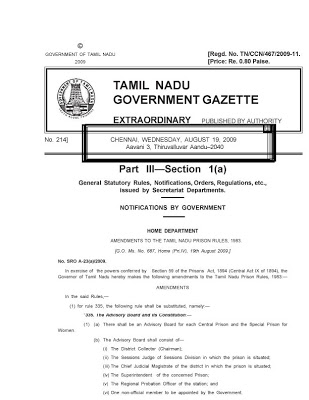 ©
GOVERNMENT OF TAMIL NADU
2009
[Regd. No. TN/CCN/467/2009-11.
[Price: Re. 0.80 Paise.
TAMIL NADU
GOVERNMENT GAZETTE
EXTRAORDINARY PUBLISHED BY AUTHORITY
No. 214]
CHENNAI, WEDNESDAY, AUGUST 19, 2009
Aavani 3, Thiruvalluvar Aandu–2040
Part III—Section 1(a)
General Statutory Rules, Notifications, Orders, Regulations, etc.,
issued by Secretariat Departments.
NOTIFICATIONS BY GOVERNMENT
HOME DEPARTMENT
AMENDMENTS TO THE TAMIL NADU PRISON RULES, 1983.
[G.O. Ms. No. 687, Home (Pri.IV), 19th August 2009.]
No. SRO A-23(a)/2009.
In exercise of the powers conferred by Section 59 of the Prisons Act, 1894 (Central Act IX of 1894), the
Governor of Tamil Nadu hereby makes the following amendments to the Tamil Nadu Prison Rules, 1983:—
AMENDMENTS
In the said Rules,—
(1) for rule 335, the following rule shall be substituted, namely:—
"335. The Advisory Board and its Constitution.—
(1) (a) There shall be an Advisory Board for each Central Prison and the Special Prison for
Women.
(b) The Advisory Board shall consist of—
(i) The District Collector (Chairman);
(ii) The Sessions Judge of Sessions Division in which the prison is situated;
(iii) The Chief Judicial Magistrate of the district in which the prison is situated;
(iv) The Superintendent of the concerned Prison;
(v) The Regional Probation Officer of the station; and
(vi) One non-official member to be appointed by the Government.